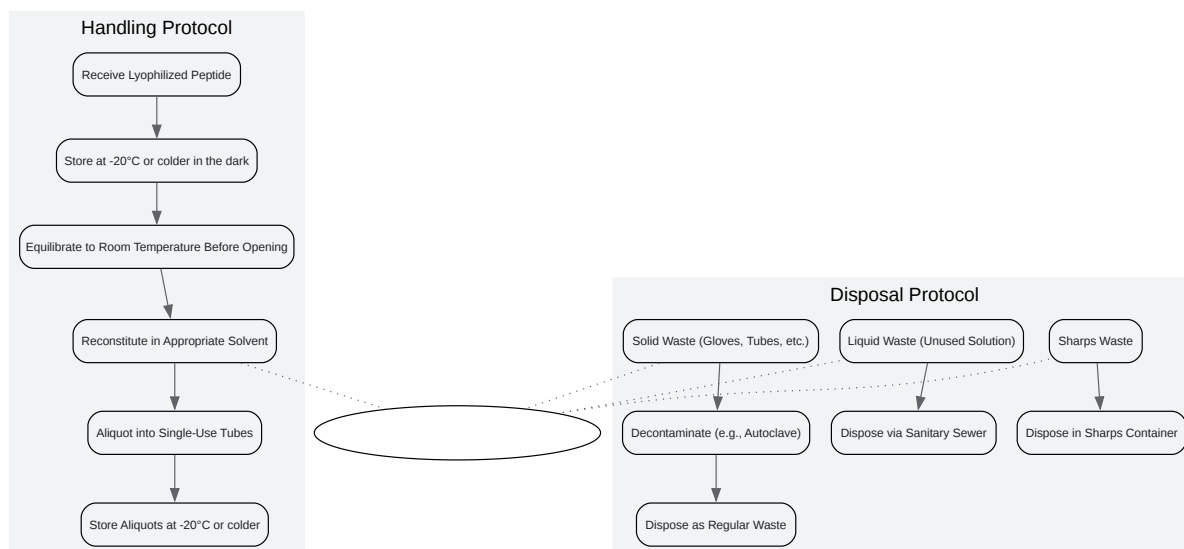 Handling Protocol
Receive Lyophilized Peptide
Store at -20°C or colder in the dark
Equilibrate to Room Temperature Before Opening
Reconstitute in Appropriate Solvent
Aliquot into Single-Use Tubes
Store Aliquots at -20°C or colder
Disposal Protocol
Solid Waste (Gloves, Tubes, etc.)
Liquid Waste (Unused Solution)
Sharps Waste
Decontaminate (e.g., Autoclave)
Dispose via Sanitary Sewer
Dispose in Sharps Container
Dispose as Regular Waste